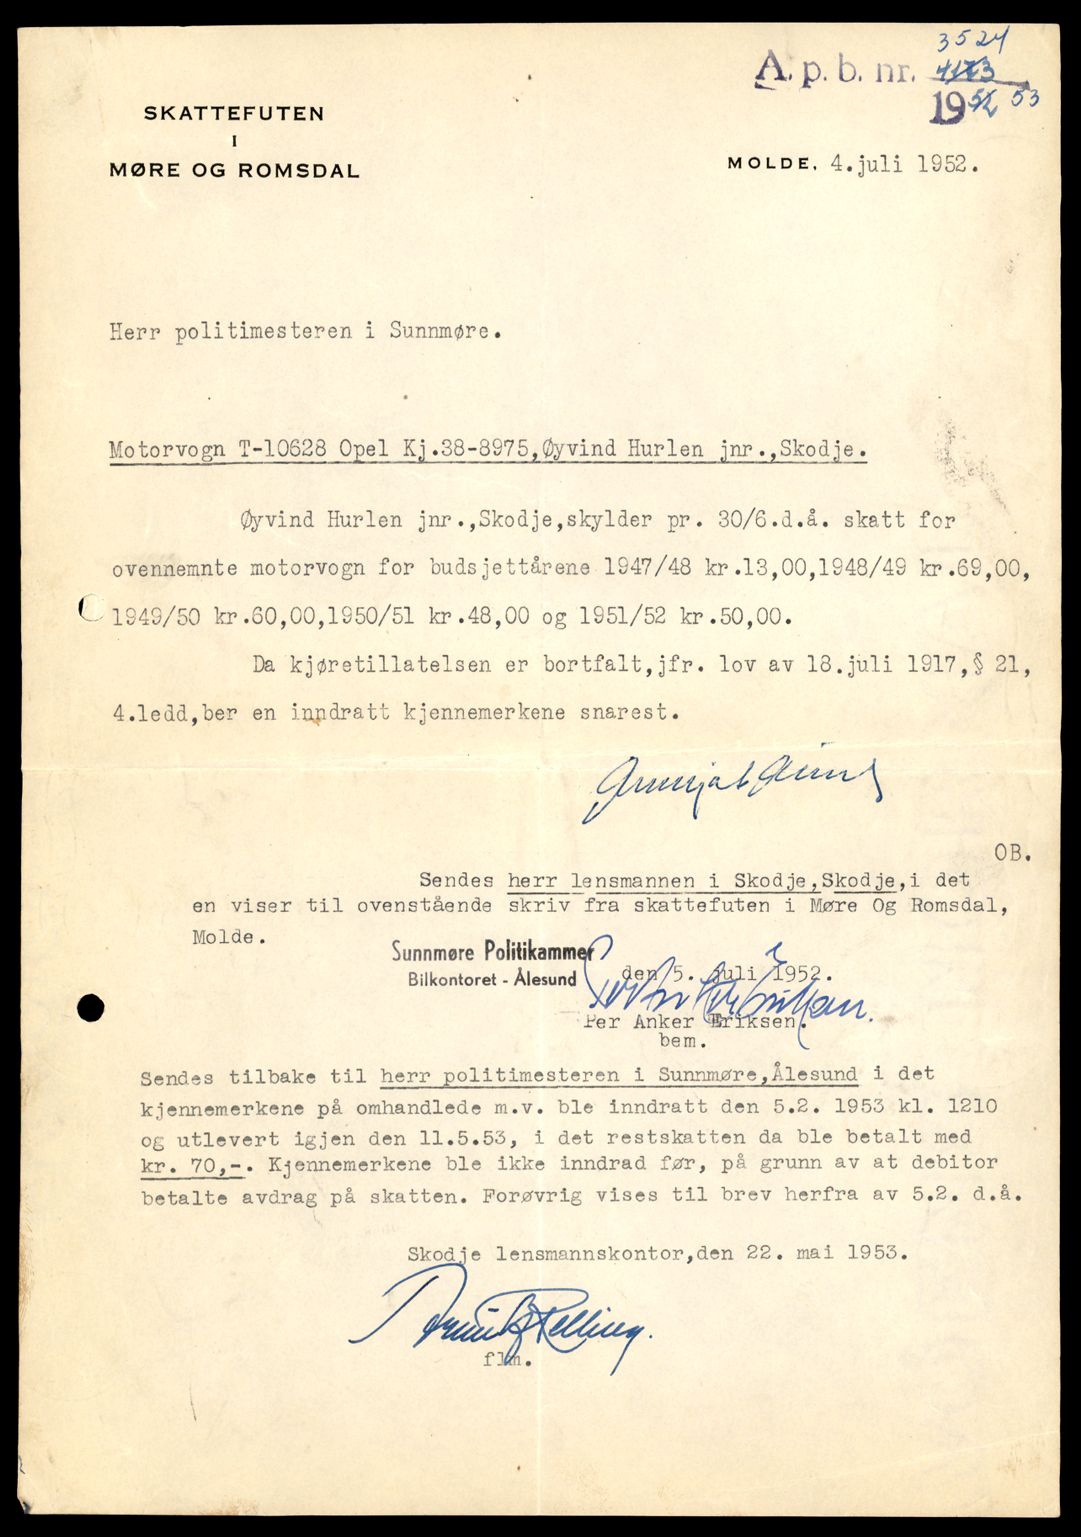 3524
A. p. b. nr. 4173
1952 53
SKATTEFUTEN
I
MØRE OG ROMSDAL
MOLDE, 4.juli 1952.
Herr politimesteren i Sunnmøre.
Motorvogn T-10628 Opel Kj.38-8975,Øyvind Hurlen jnr.,Skodje.
Øyvind Hurlen jnr.,Skodje,skylder pr. 30/6.d.å. skatt for
ovennemnte motorvogn for budsjettårene 1947/48 kr.13,00,1948/49 kr.69,00,
1949/50 kr.60,00,1950/51 kr.48,00 og 1951/52 kr.50,00.
Da kjøretillatelsen er bortfalt,jfr. lov av 18.juli 1917,§ 21,
4.ledd,ber en inndratt kjennemerkene snarest.
OB.
Sendes herr lensmannen i Skodje,Skodje,i det
en viser til ovenstående skriv fra skattefuten i Møre Og Romsdal,
Molde.
Sunnmøre Politikammer
Bilkontoret - Ålesund
den 5. juli 1952.
Per Anker Eriksen.
Per Anker Eriksen.
bem.
Sendes tilbake til herr politimesteren i Sunnmøre,Ålesund i det
kjennemerkene på omhandlede m.v. ble inndratt den 5.2. 1953 kl. 1210
og utlevert igjen den 11.5.53, i det restskatten da ble betalt med
kr. 70,-. Kjennemerkene ble ikke inndrad før, på grunn av at debitor
betalte avdrag på skatten. Forøvrig vises til brev herfra av 5.2. d.å.
Skodje lensmannskontor,den 22. mai 1953.
flm.